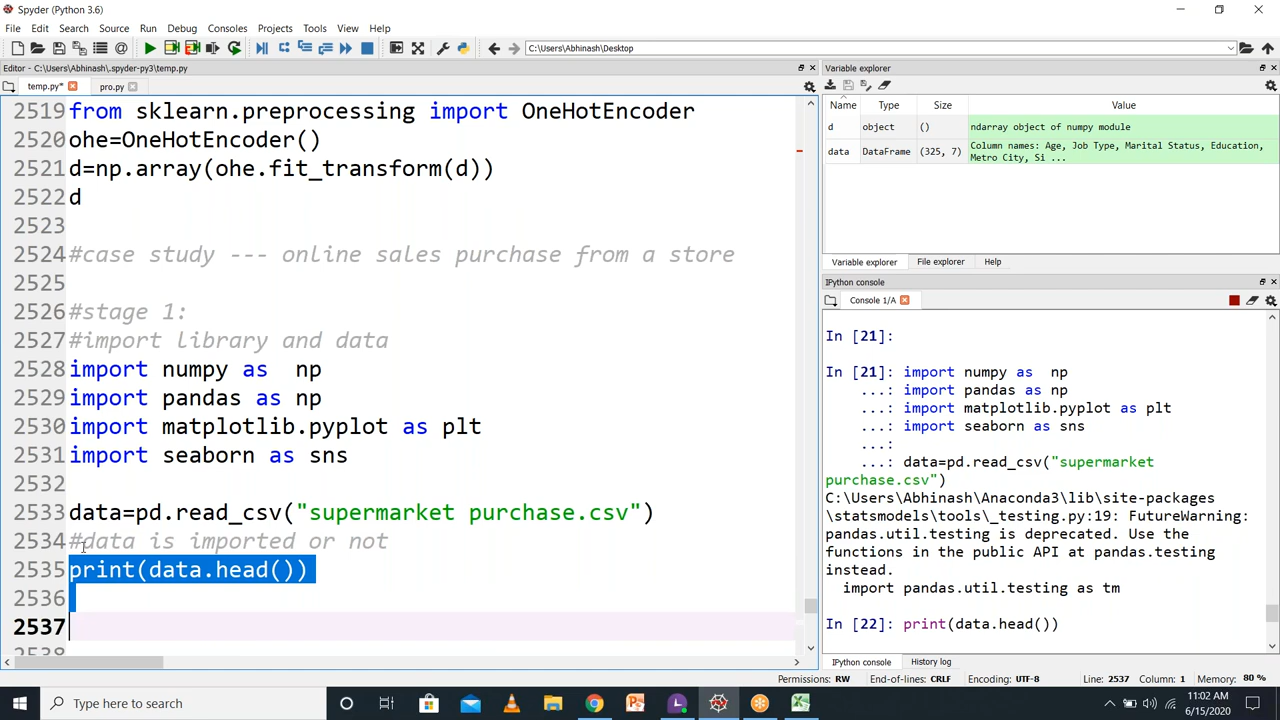 Spyder (Python 3.6)
File Edit Search Source Run Debug Consoles Projects Tools View Help
C:\Users\Abhinash\Desktop
Editor - C:\Users\Abhinash\.spyder-py3\temp.py
temp.py* pro.py
2519 from sklearn.preprocessing import OneHotEncoder
2520 ohe=OneHotEncoder()
2521 d=np.array(ohe.fit_transform(d))
2522 d
2523
2524 #case study --- online sales purchase from a store
2525
2526 #stage 1:
2527 #import library and data
2528 import numpy as  np
2529 import pandas as np
2530 import matplotlib.pyplot as plt
2531 import seaborn as sns
2532
2533 data=pd.read_csv("supermarket purchase.csv")
2534 #data is imported or not
2535 print(data.head())
2536
2537
2538
Variable explorer
Name Type Size Value
d object () ndarray object of numpy module
data DataFrame (325, 7) Column names: Age, Job Type, Marital Status, Education,
Metro City, Si ...
Variable explorer File explorer Help
IPython console
Console 1/A
In [21]:
In [21]: import numpy as  np
...: import pandas as np
...: import matplotlib.pyplot as plt
...: import seaborn as sns
...:
...: data=pd.read_csv("supermarket
purchase.csv")
C:\Users\Abhinash\Anaconda3\lib\site-packages
\statsmodels\tools\_testing.py:19: FutureWarning:
pandas.util.testing is deprecated. Use the
functions in the public API at pandas.testing
instead.
import pandas.util.testing as tm
In [22]: print(data.head())
IPython console History log
Permissions: RW End-of-lines: CRLF Encoding: UTF-8 Line: 2537 Column: 1 Memory: 80 %
Type here to search
11:02 AM
6/15/2020